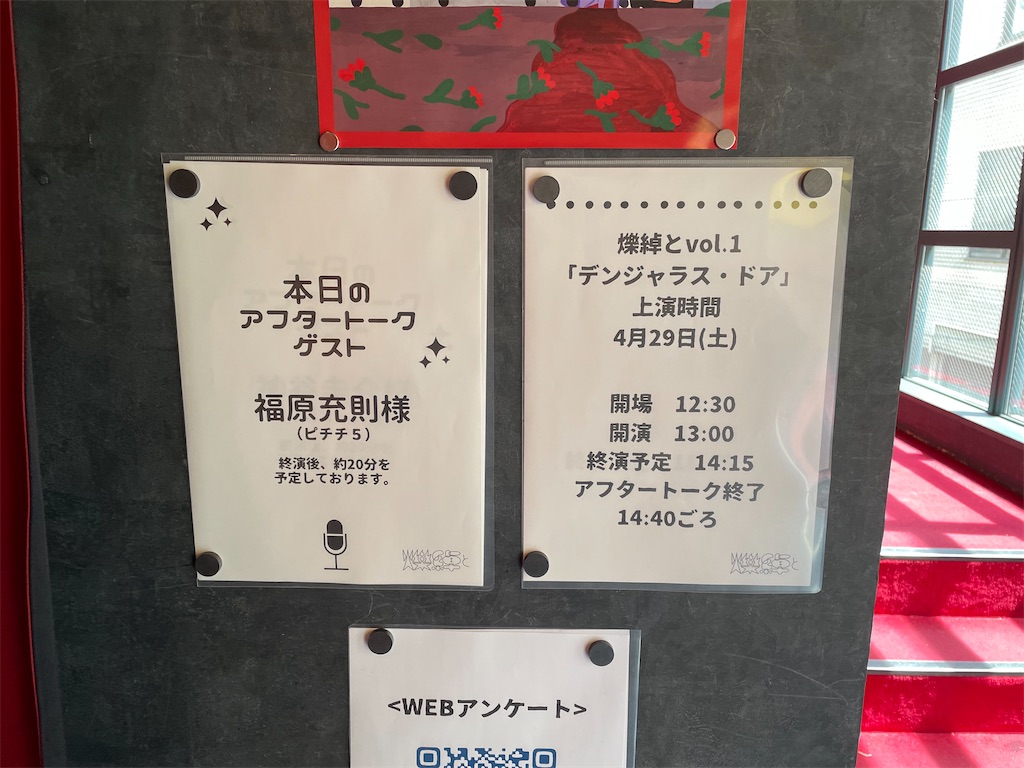 本日の
アフタートーク
ゲスト
福原充則様
(ピチチ5)
終演後、約20分を
予定しております。
爍綽とvol.1
「デンジャラス・ドア」
上演時間
4月29日(土)
開場 12:30
開演 13:00
終演予定 14:15
アフタートーク終了
14:40ごろ
<WEBアンケート>